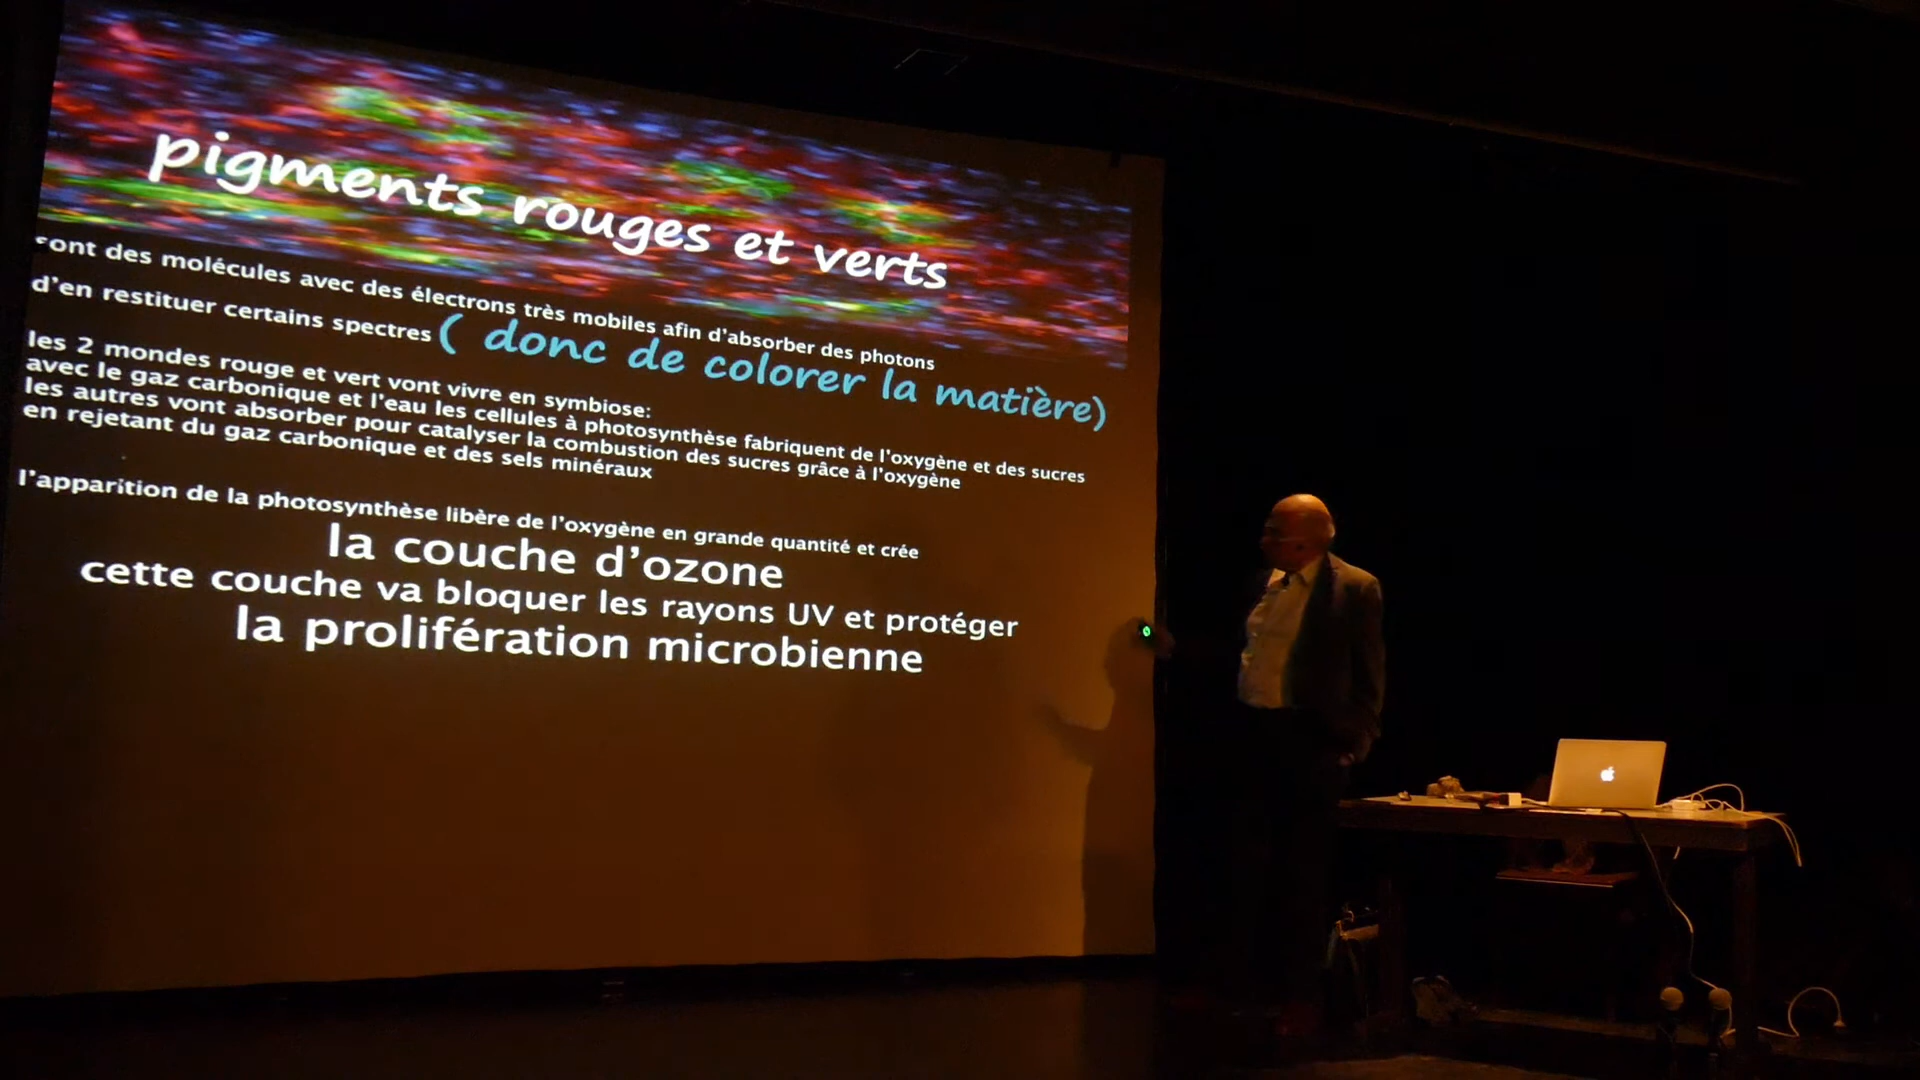 pigments rouges et verts
sont des molécules avec des électrons très mobiles afin d'absorber des photons
d'en restituer certains spectres ( donc de colorer la matière)
les 2 mondes rouge et vert vont vivre en symbiose:
avec le gaz carbonique et l'eau les cellules à photosynthèse fabriquent de l'oxygène et des sucres
les autres vont absorber pour catalyser la combustion des sucres grâce à l'oxygène
en rejetant du gaz carbonique et des sels minéraux
l'apparition de la photosynthèse libère de l'oxygène en grande quantité et crée
la couche d'ozone
cette couche va bloquer les rayons UV et protéger
la prolifération microbienne